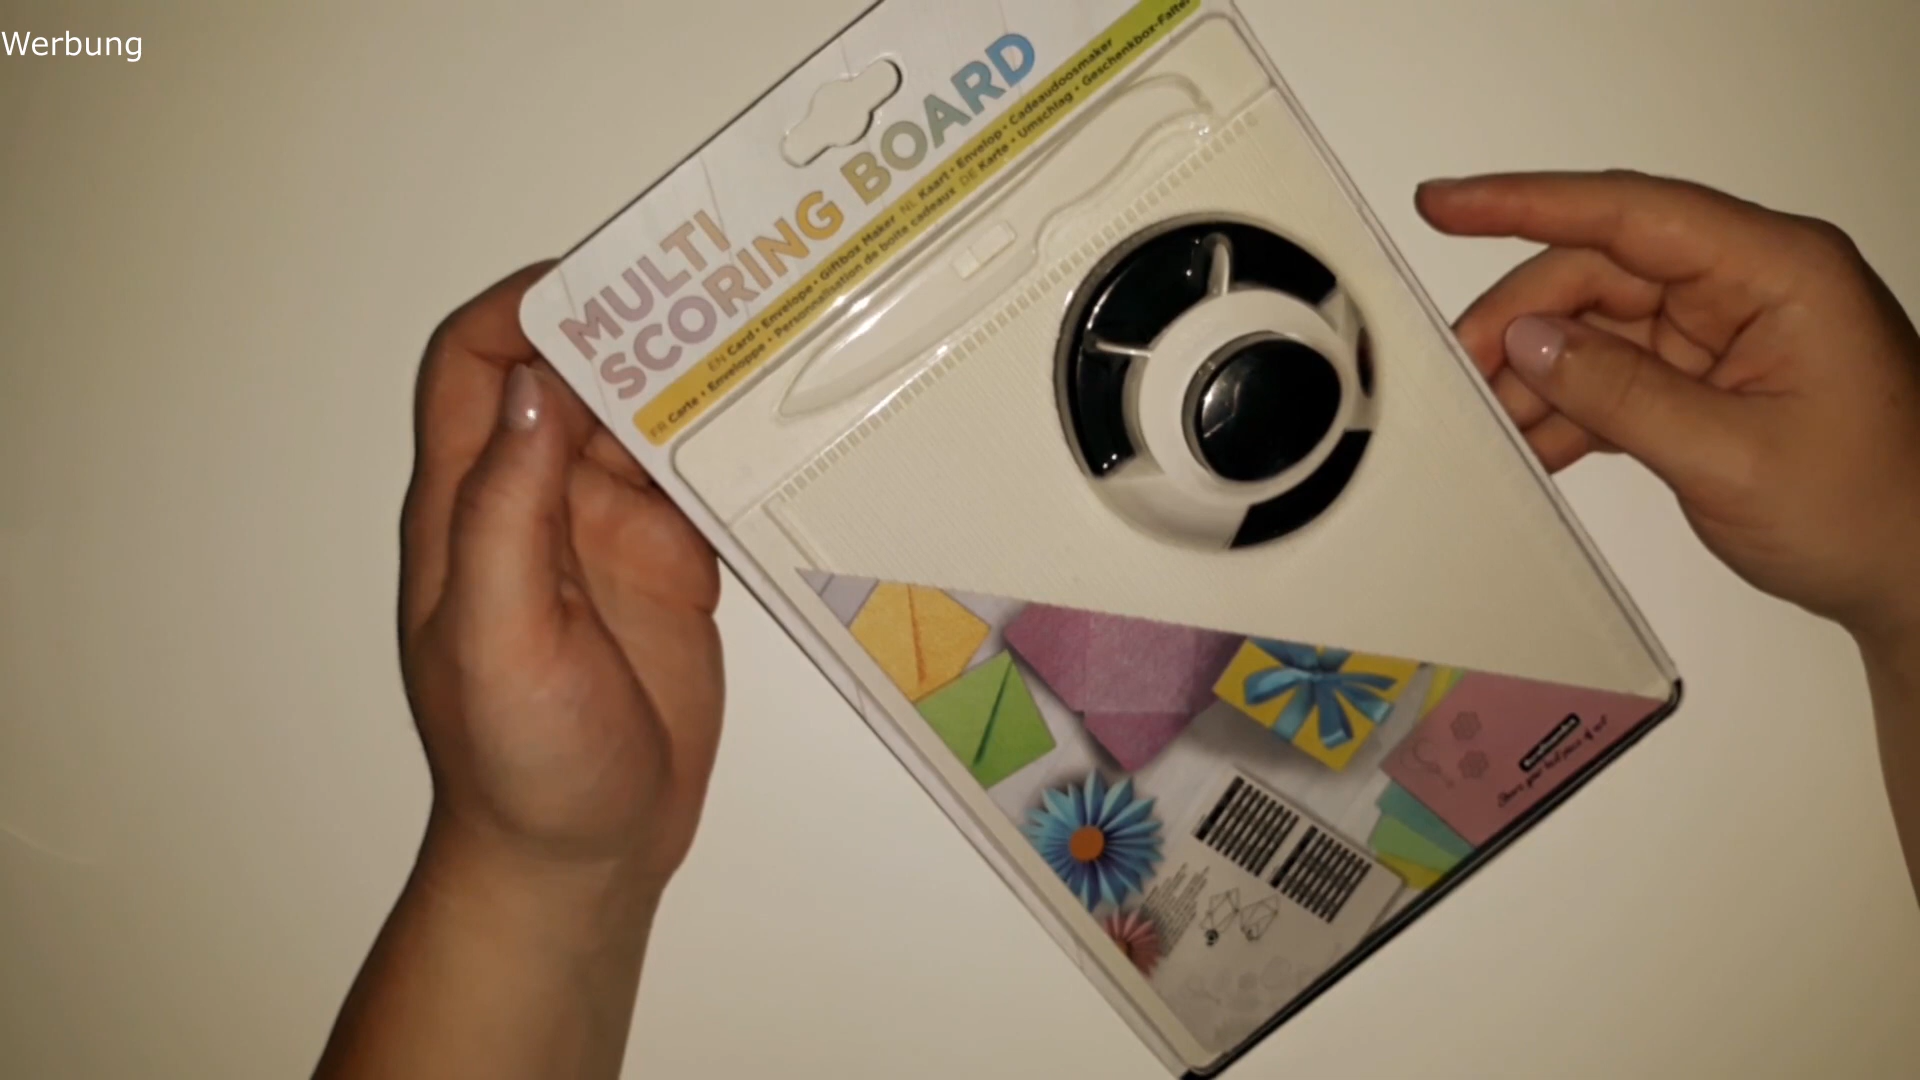 Werbung
MULTI
SCORING BOARD
EN Card • Envelope • Giftbox Maker NL Kaart • Envelop • Cadeaudoosmaker
FR Carte • Enveloppe • Personnalisation de boîte cadeaux DE Karte • Umschlag • Geschenkbox-Falter